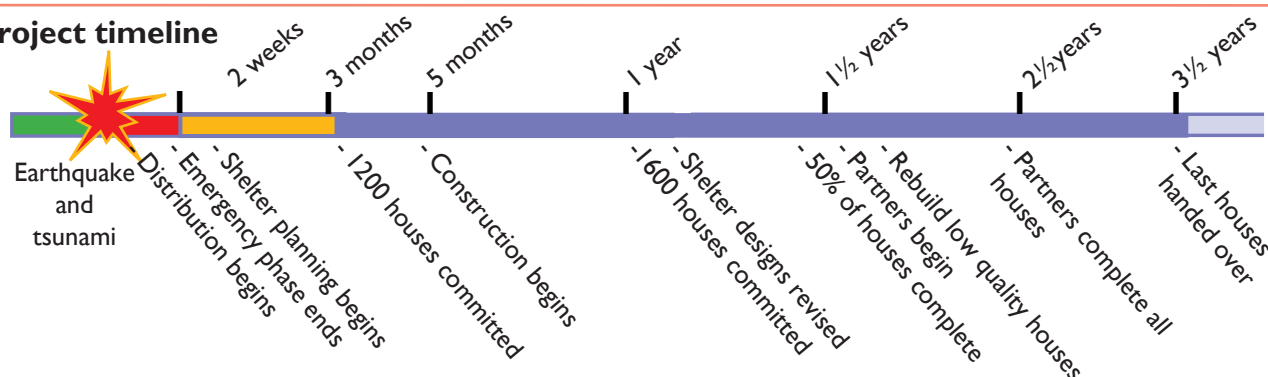 roject timeline
2 weeks
3 months
5 months
1 year
1½ years
2½years
3½ years
Earthquake
and
tsunami
- Distribution begins
- Emergency phase ends
- Shelter planning begins
- 1200 houses committed
- Construction begins
-1600 houses committed
- Shelter designs revised
- 50% of houses complete
- Partners begin
- Rebuild low quality houses
- Partners complete all
houses
- Last houses
handed over